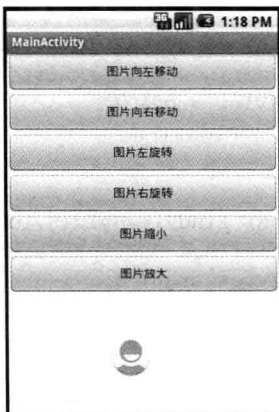 3G 1:18 PM
MainActivity
图片向左移动
图片向右移动
图片左旋转
图片右旋转
图片缩小
图片放大